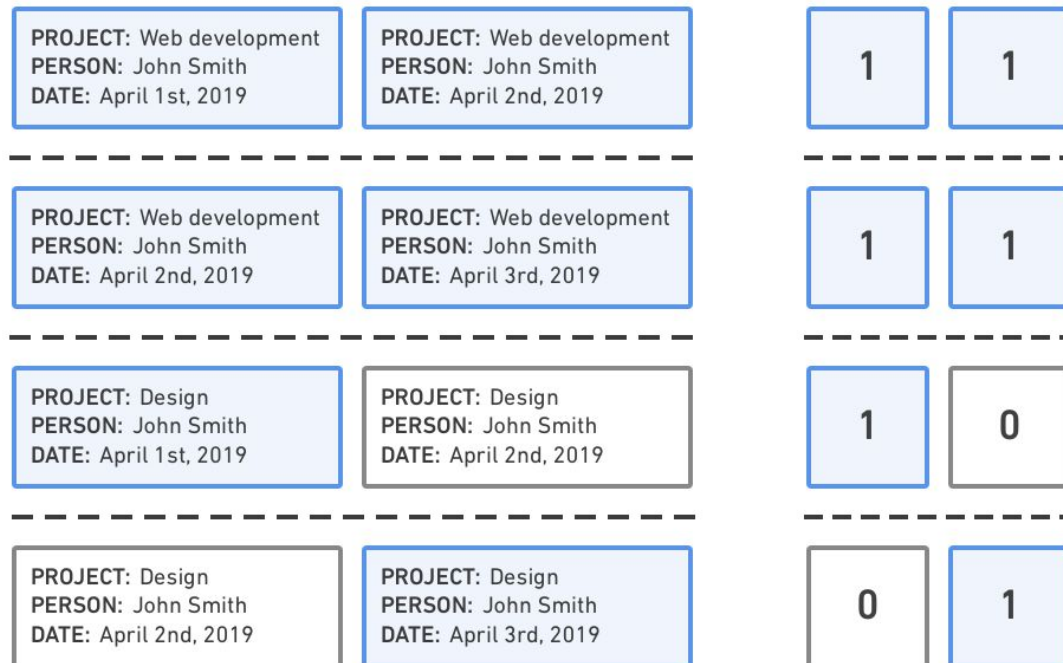 PROJECT: Web development
PERSON: John Smith
DATE: April 1st, 2019
PROJECT: Web development
PERSON: John Smith
DATE: April 2nd, 2019
1
1
PROJECT: Web development
PERSON: John Smith
DATE: April 2nd, 2019
PROJECT: Web development
PERSON: John Smith
DATE: April 3rd, 2019
1
1
PROJECT: Design
PERSON: John Smith
DATE: April 1st, 2019
PROJECT: Design
PERSON: John Smith
DATE: April 2nd, 2019
1
0
PROJECT: Design
PERSON: John Smith
DATE: April 2nd, 2019
PROJECT: Design
PERSON: John Smith
DATE: April 3rd, 2019
0
1